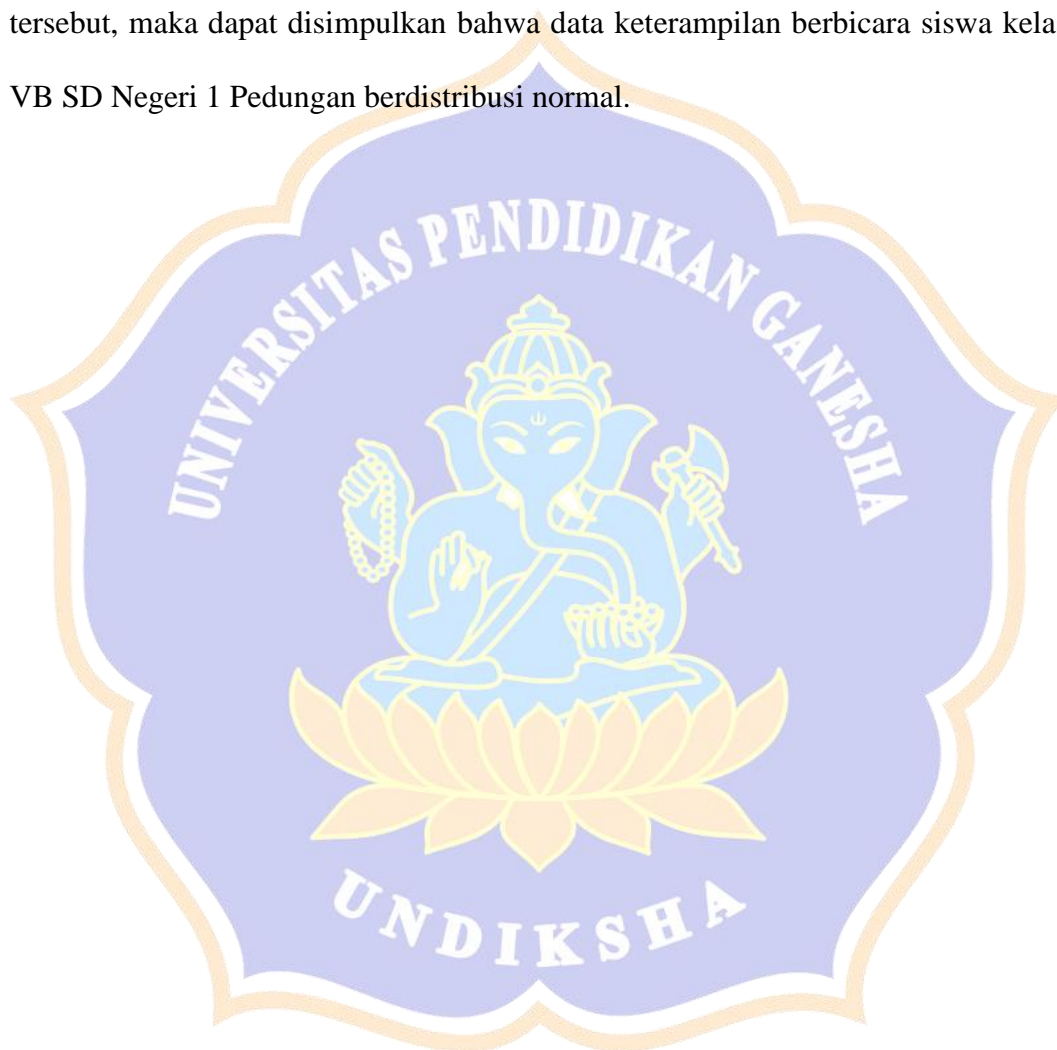 tersebut, maka dapat disimpulkan bahwa data keterampilan berbicara siswa kela
VB SD Negeri 1 Pedungan berdistribusi normal.
UNIVERSITAS PENDIDIKAN GANESHA
UNDIKSHA